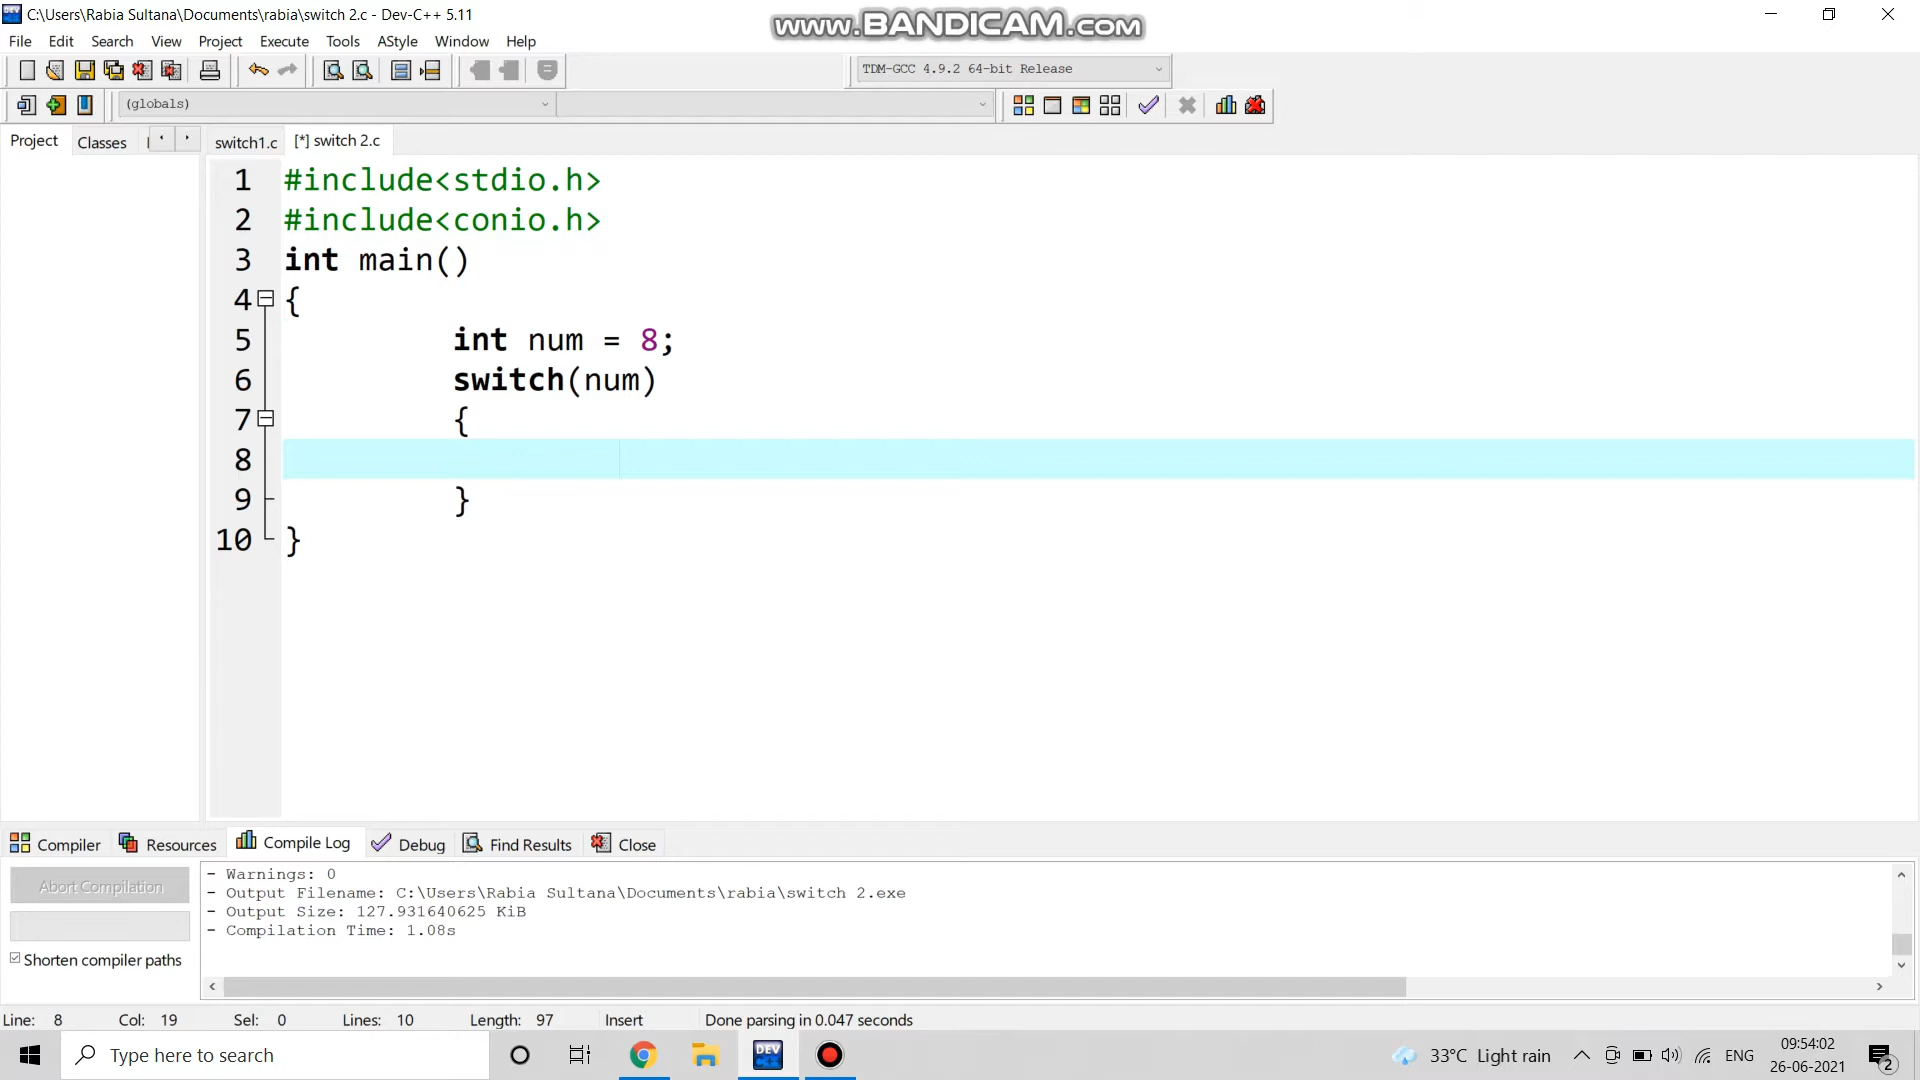 C:\Users\Rabia Sultana\Documents\rabia\switch 2.c - Dev-C++ 5.11
www.BANDICAM.com
File Edit Search View Project Execute Tools AStyle Window Help
TDM-GCC 4.9.2 64-bit Release
(globals)
Project Classes switch1.c [*] switch 2.c
1 #include<stdio.h>
2 #include<conio.h>
3 int main()
4 {
5 int num = 8;
6 switch(num)
7 {
8
9 }
10 }
Compiler Resources Compile Log Debug Find Results Close
Abort Compilation
Shorten compiler paths
- Warnings: 0
- Output Filename: C:\Users\Rabia Sultana\Documents\rabia\switch 2.exe
- Output Size: 127.931640625 KiB
- Compilation Time: 1.08s
Line: 8 Col: 19 Sel: 0 Lines: 10 Length: 97 Insert Done parsing in 0.047 seconds
Type here to search
DEV C++
33°C Light rain
ENG
09:54:02
26-06-2021
2